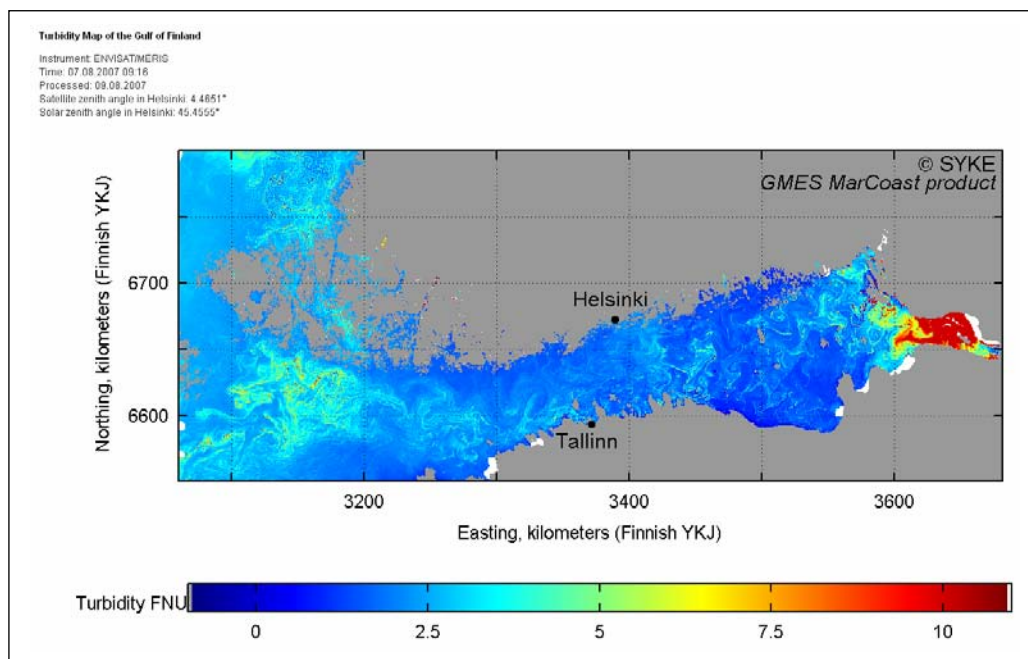 Turbidity Map of the Gulf of Finland
Instrument: ENVISAT/MERIS
Time: 07.08.2007 09:16
Processed: 09.08.2007
Satellite zenith angle in Helsinki: 4.4651°
Solar zenith angle in Helsinki: 45.4555°
© SYKE
GMES MarCoast product
Northing, kilometers (Finnish YKJ)
6700
6600
Helsinki
Tallinn
3200 3400 3600
Easting, kilometers (Finnish YKJ)
Turbidity FNU
0 2.5 5 7.5 10